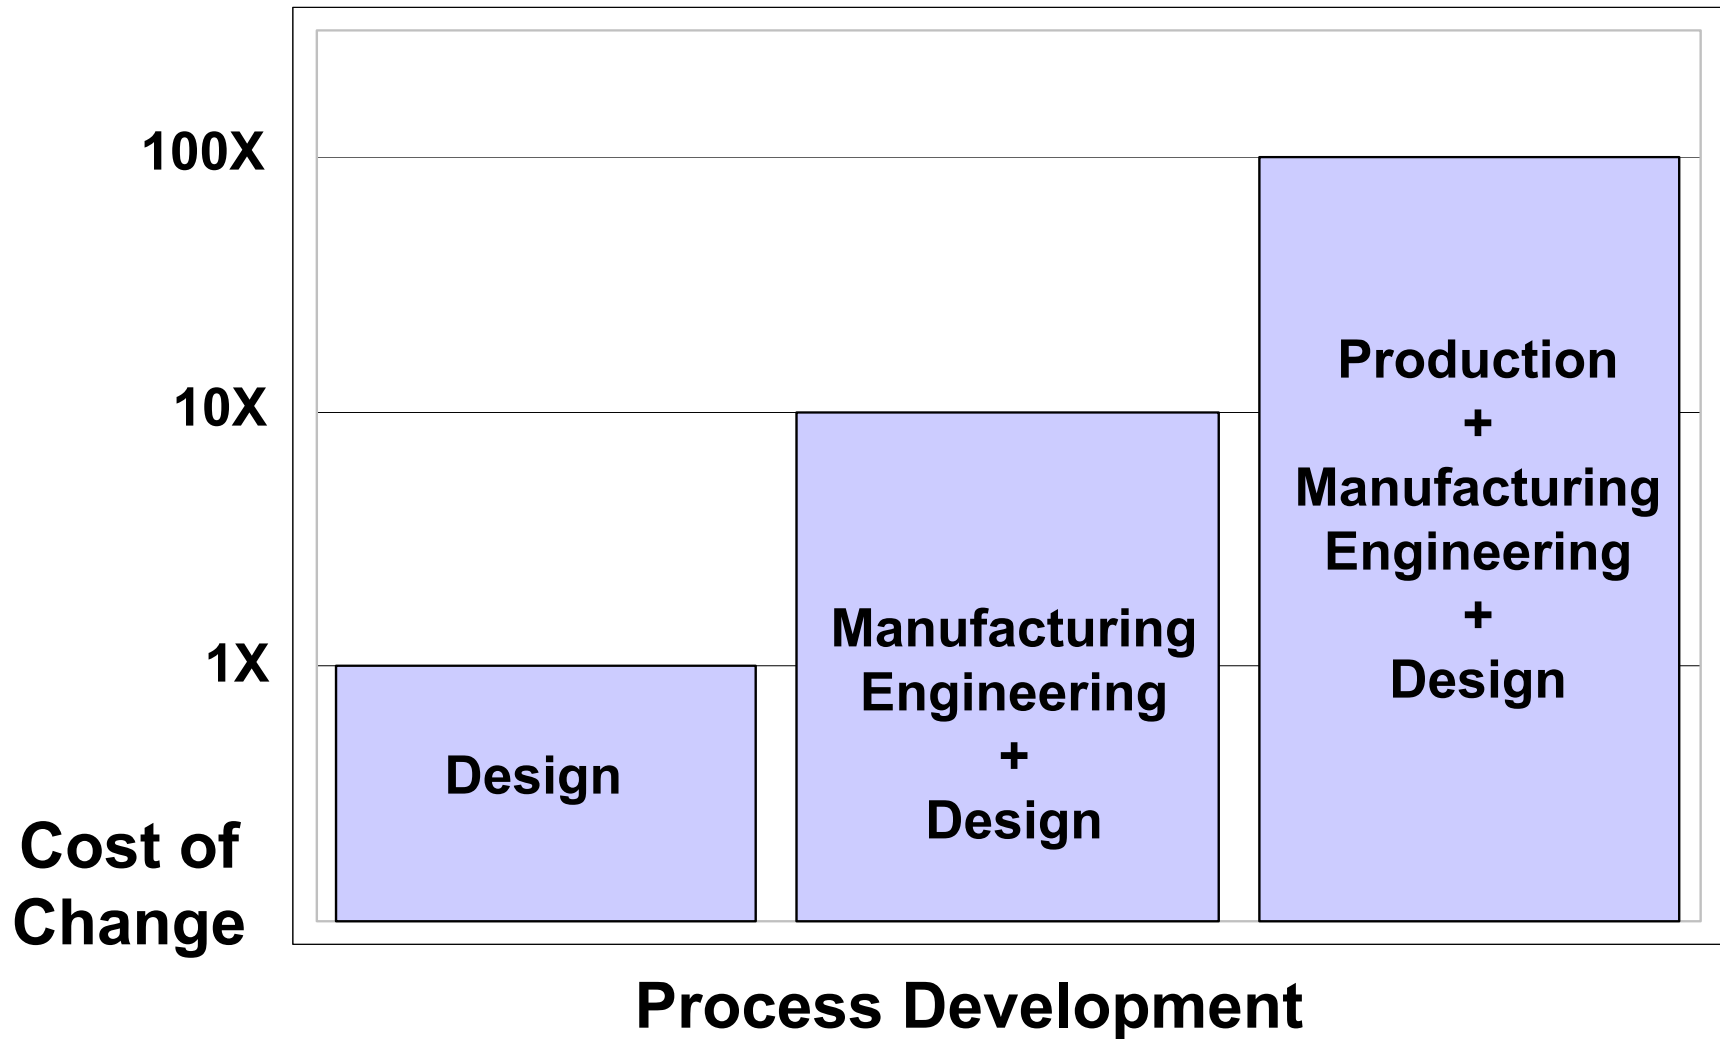 100X
10X
1X
Cost of
Change
Design
Manufacturing
Engineering
+
Design
Production
+
Manufacturing
Engineering
+
Design
Process Development